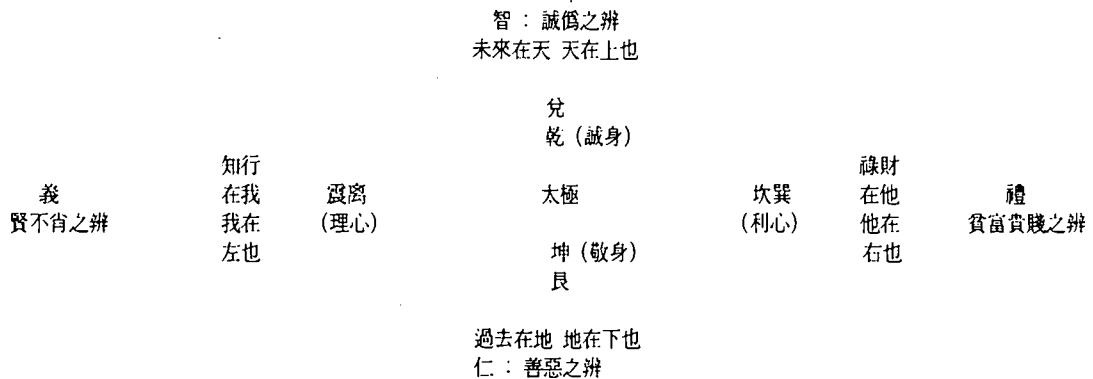 智 : 誠僞之辨
未來在天 天在上也
兌
乾 (誠身)
知行 祿財
義 在我 震离 太極 坎巽 在他 禮
賢不肖之辨 我在 (理心) (利心) 他在 貧富貴賤之辨
左也 坤 (敬身) 右也
艮
過去在地 地在下也
仁 : 善惡之辨